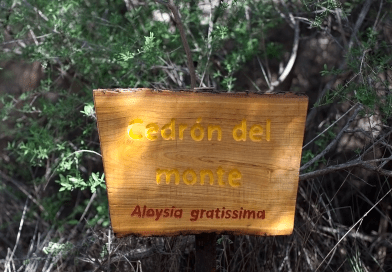 Cedrón del
monte
Aloysia gratissima